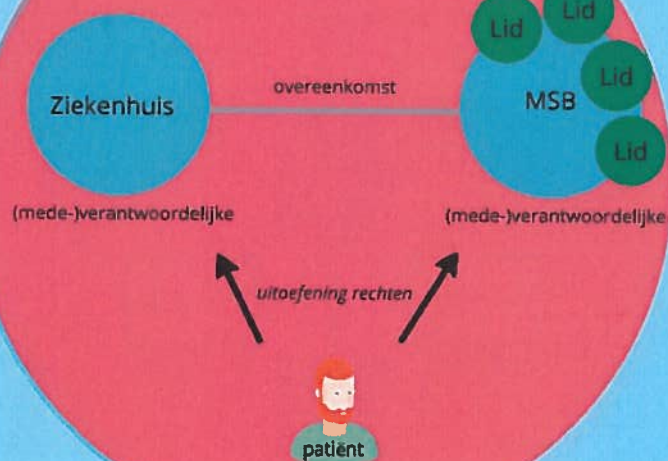 Lid
Lid
Lid
Lid
Ziekenhuis
overeenkomst
MSB
(mede-)verantwoordelijke
(mede-)verantwoordelijke
uitoefening rechten
patiënt